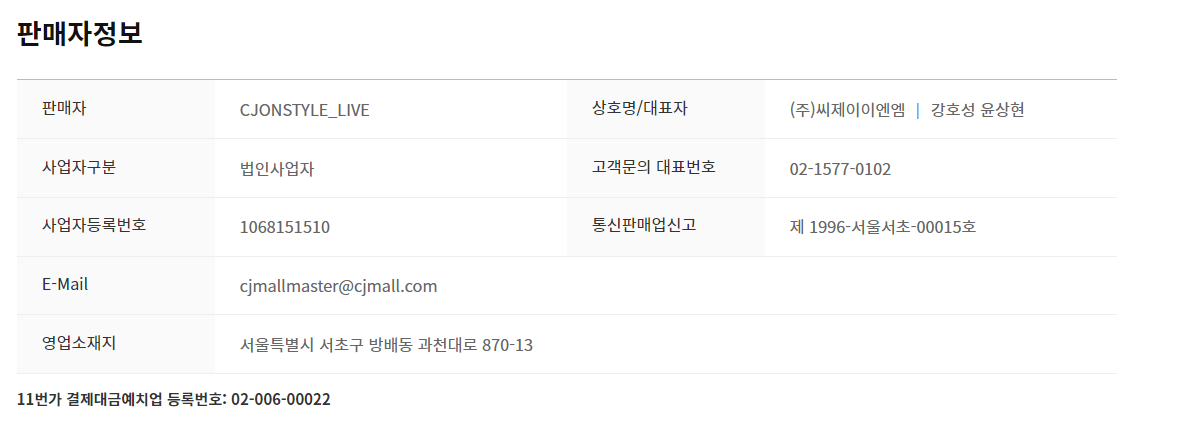 판매자정보
판매자 CJONSTYLE_LIVE 상호명/대표자 (주)씨제이이엔엠 | 강호성 윤상현
사업자구분 법인사업자 고객문의 대표번호 02-1577-0102
사업자등록번호 1068151510 통신판매업신고 제 1996-서울서초-00015호
E-Mail cjmallmaster@cjmall.com
영업소재지 서울특별시 서초구 방배동 과천대로 870-13
11번가 결제대금예치업 등록번호: 02-006-00022